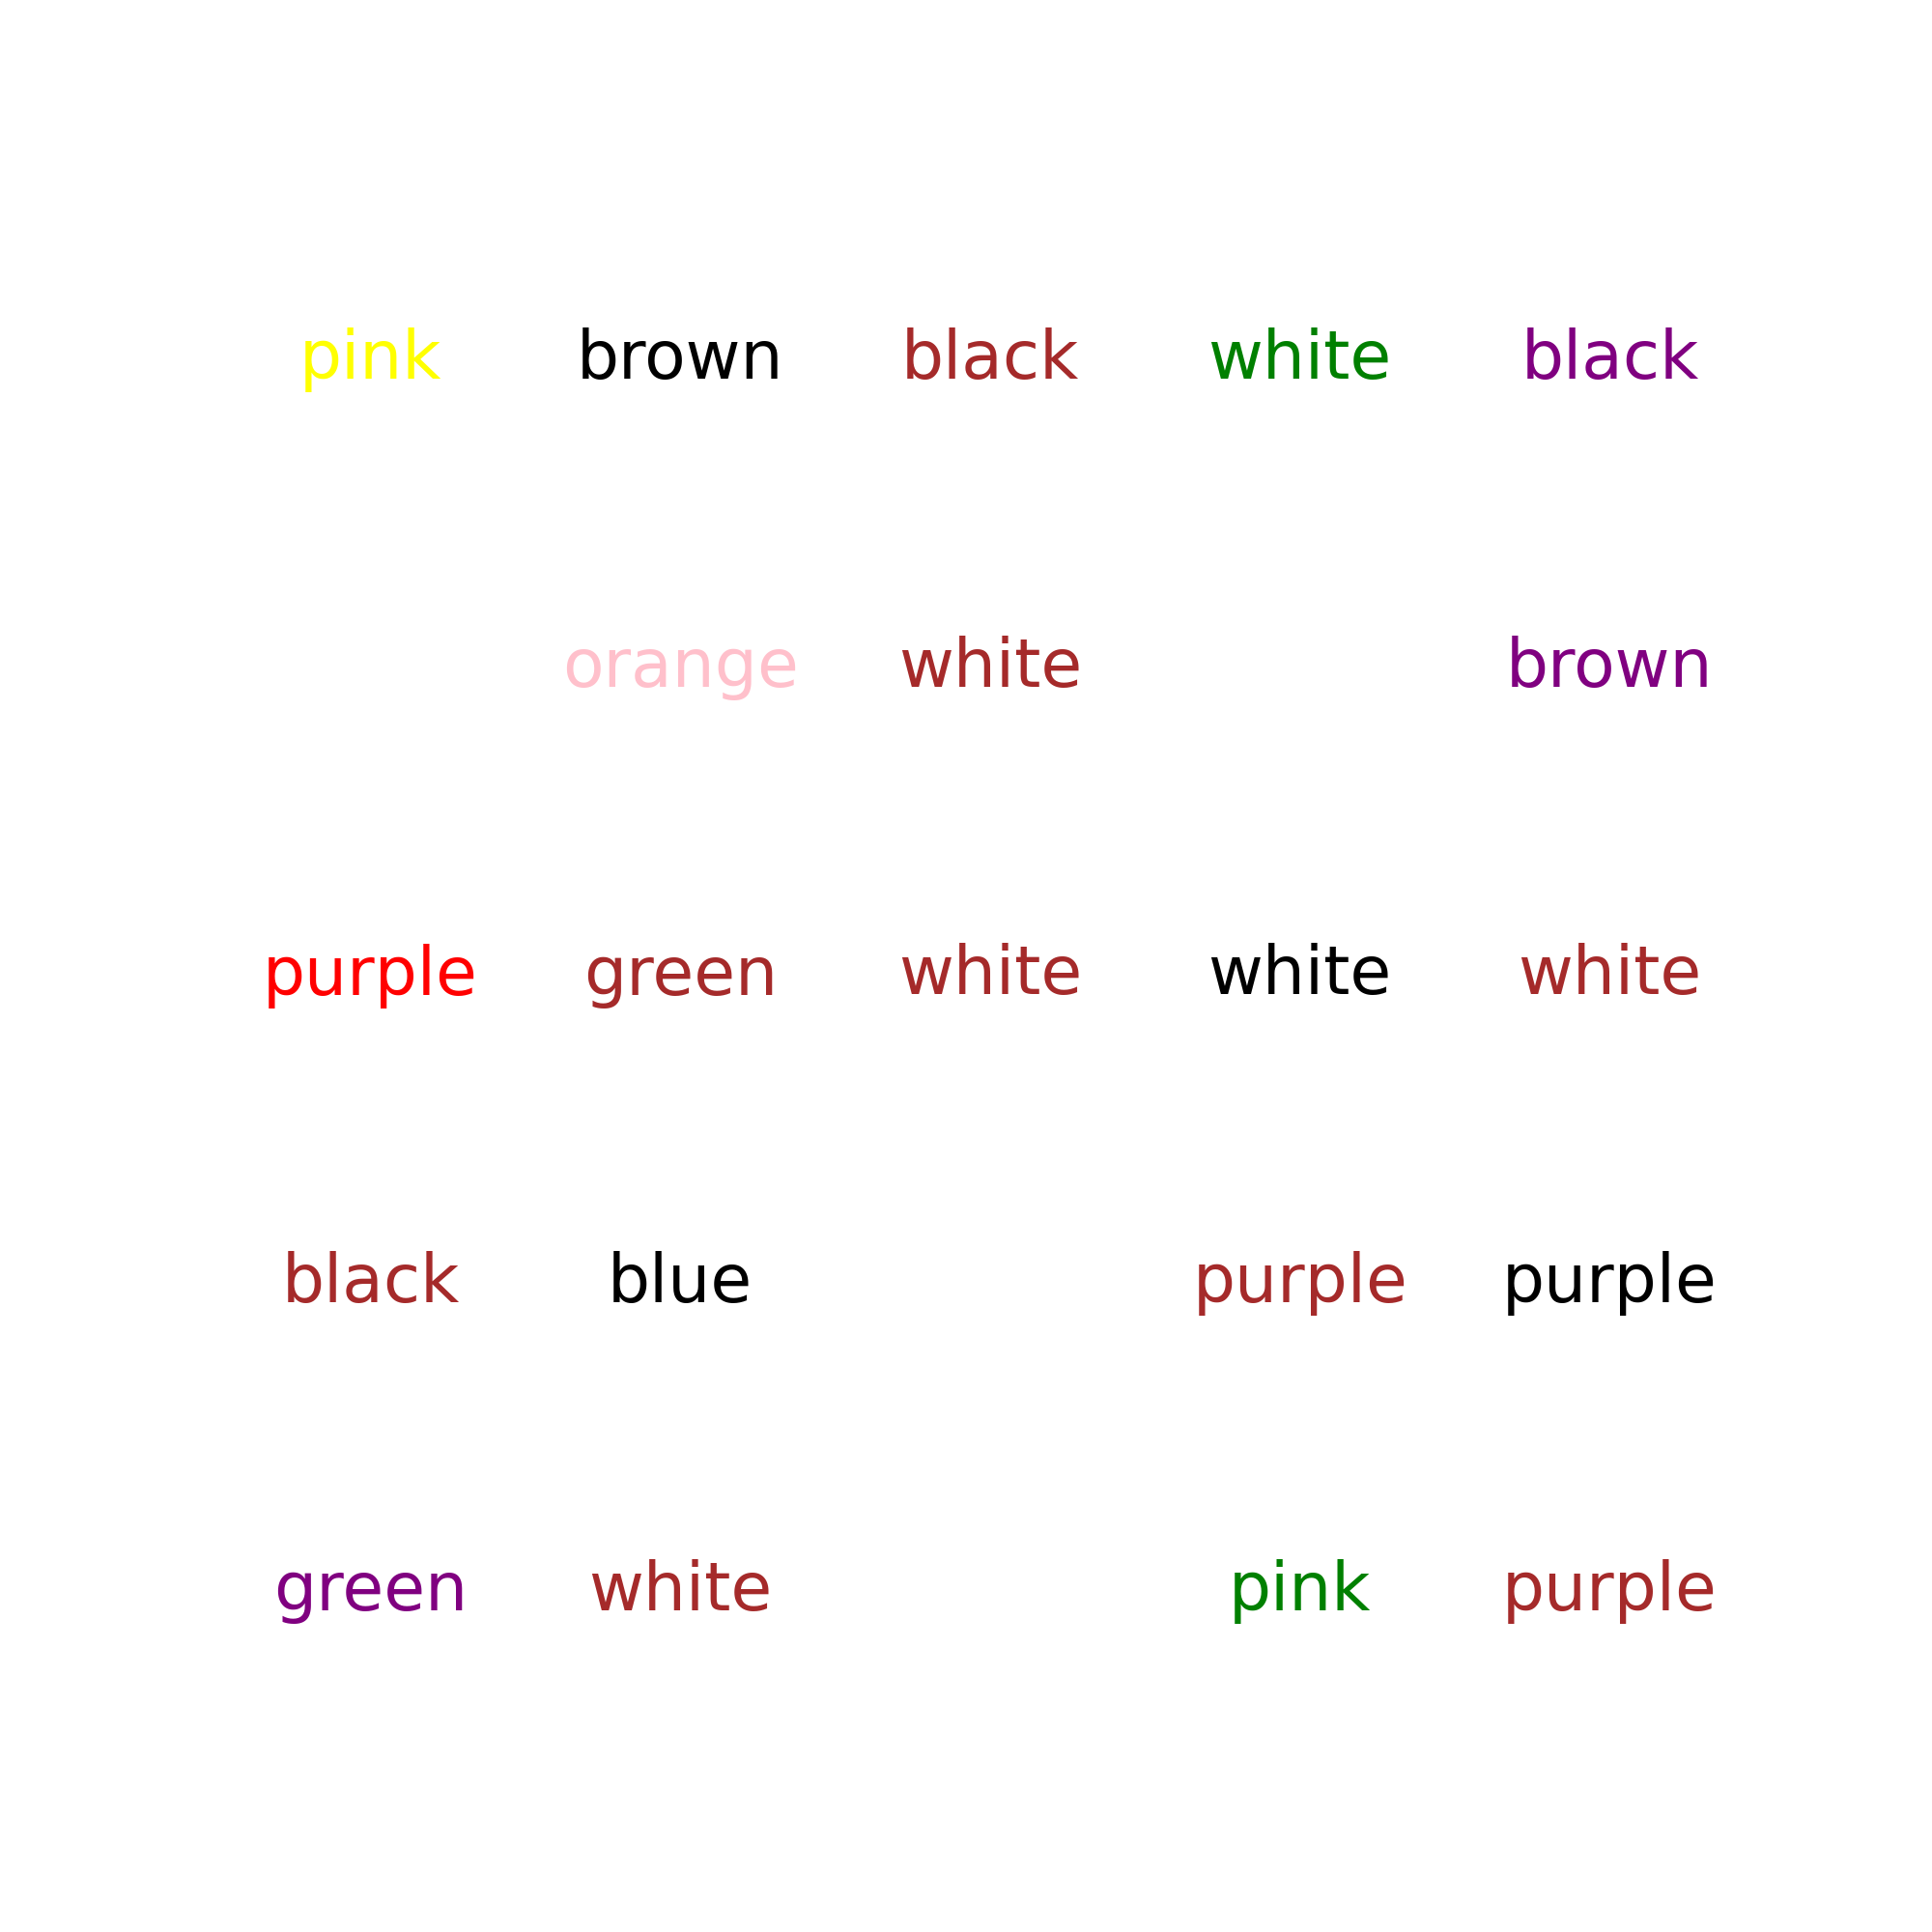 pink brown black white black
orange white brown
purple green white white white
black blue purple purple
green white pink purple